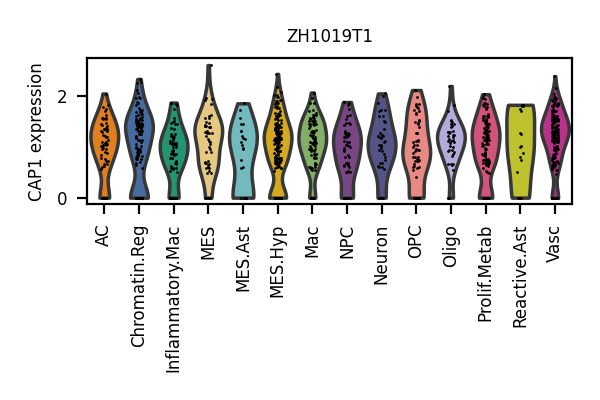 ZH1019T1
CAP1 expression
2
0
AC
Chromatin.Reg
Inflammatory.Mac
MES
MES.Ast
MES.Hyp
Mac
NPC
Neuron
OPC
Oligo
Prolif.Metab
Reactive.Ast
Vasc